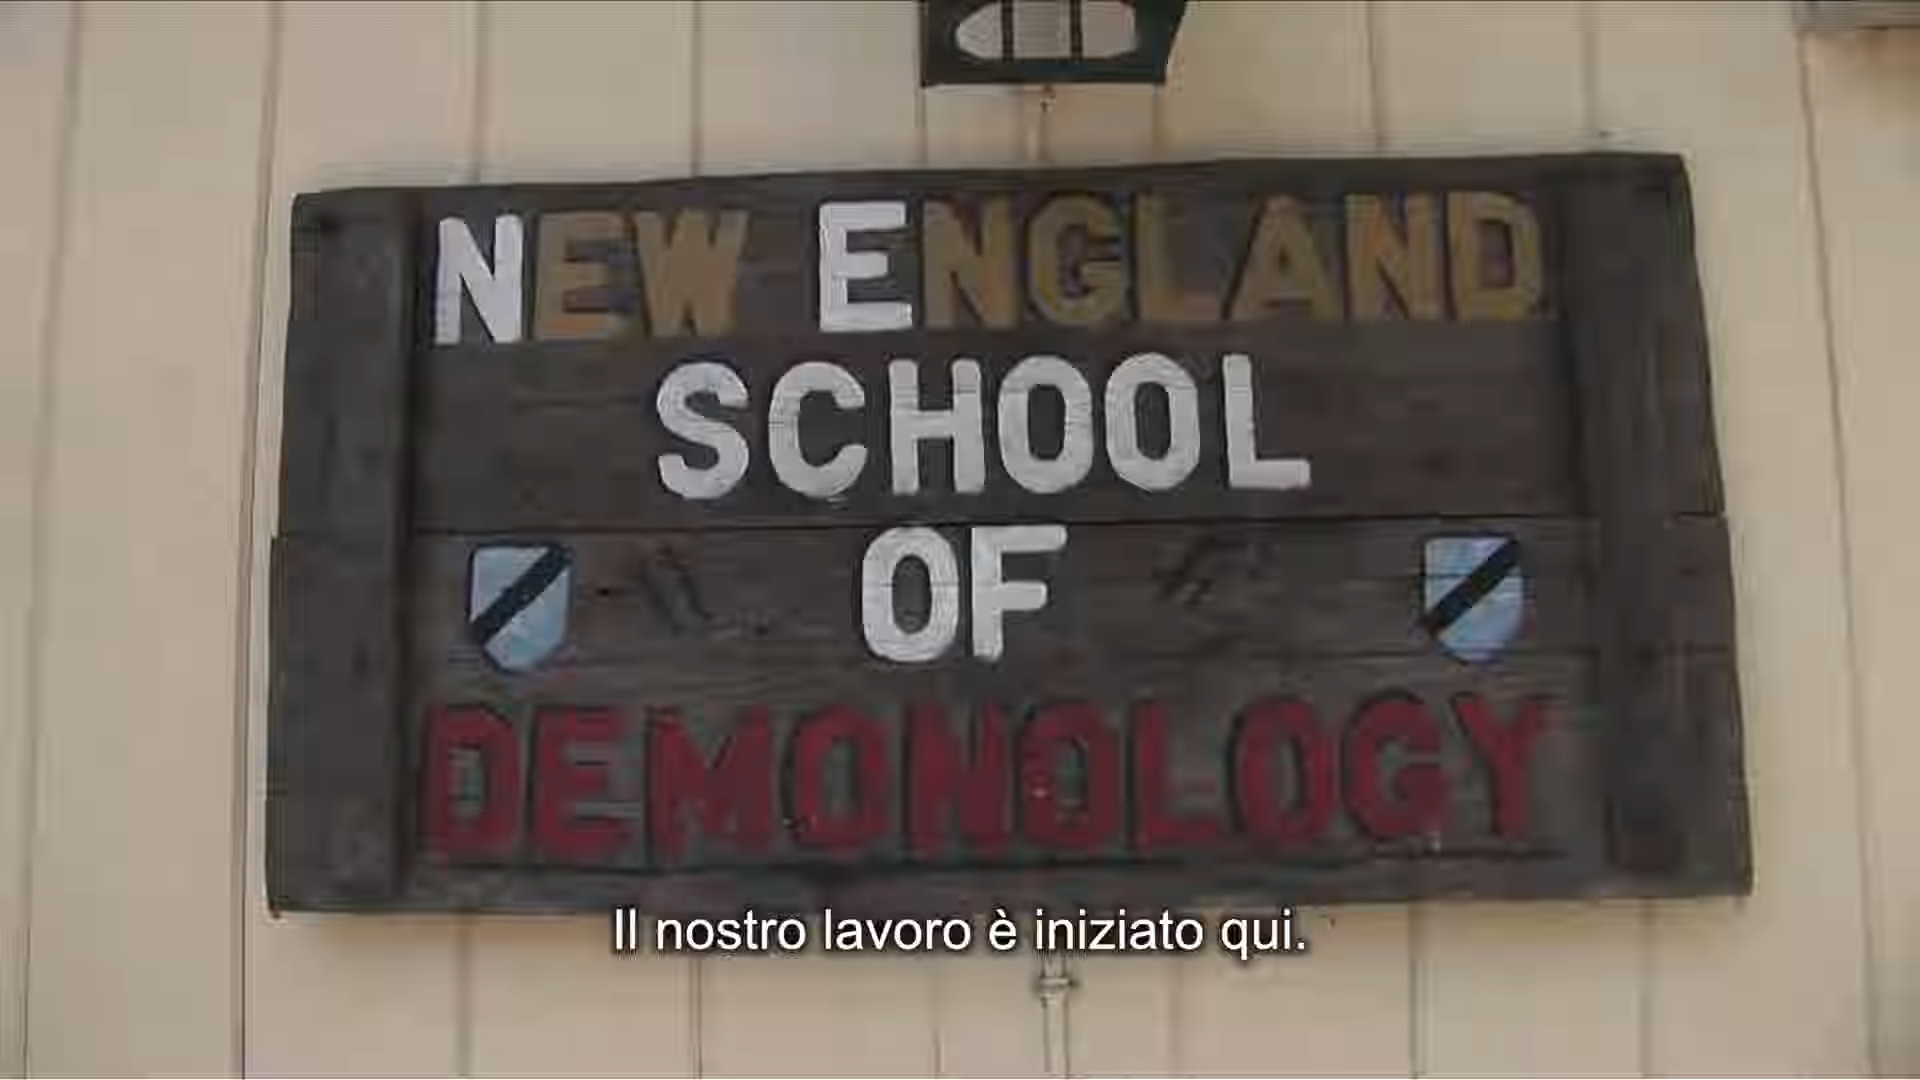 NEW ENGLAND
SCHOOL
OF
DEMONOLOGY
Il nostro lavoro è iniziato qui.